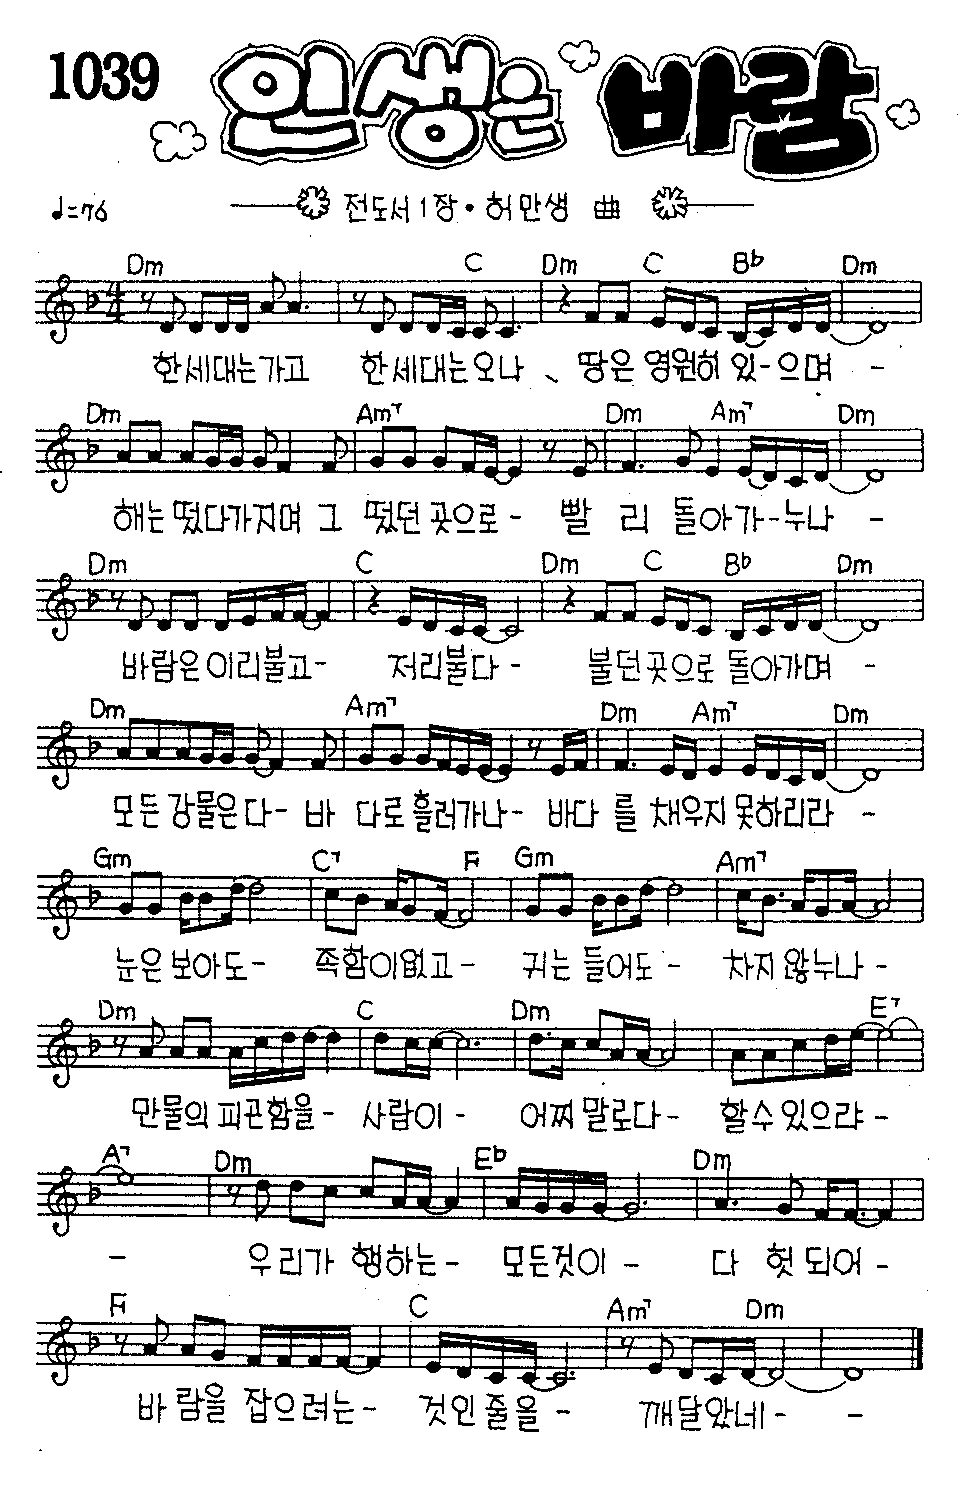 1039
인생은 바람
♩=76
전도서 1장 • 허만생 曲
Dm C Dm C B♭ Dm
한세대는가고 한세대는오나 、 땅은 영원히 있-으며 -
Dm Am7 Dm Am7 Dm
해는 떴다가지며 그 떴던 곳으로- 빨 리 돌아가-누나 -
Dm C Dm C B♭ Dm
바람은이리불고- 저리불다- 불던곳으로 돌아가며 -
Dm Am7 Dm Am7 Dm
모든 강물은다- 바 다로 흘러가나- 바다 를 채우지 못하리라 -
Gm C7 F Gm Am7
눈은 보아도- 족함이없고- 귀는 들어도- 차지 않누나-
Dm C Dm E7
만물의 피곤함을- 사람이- 어찌 말로다- 할수있으랴-
A7 Dm E♭ Dm
- 우리가 행하는- 모든것이 - 다 헛되어-
F C Am7 Dm
바람을 잡으려는- 것인줄을 - 깨달았네- -